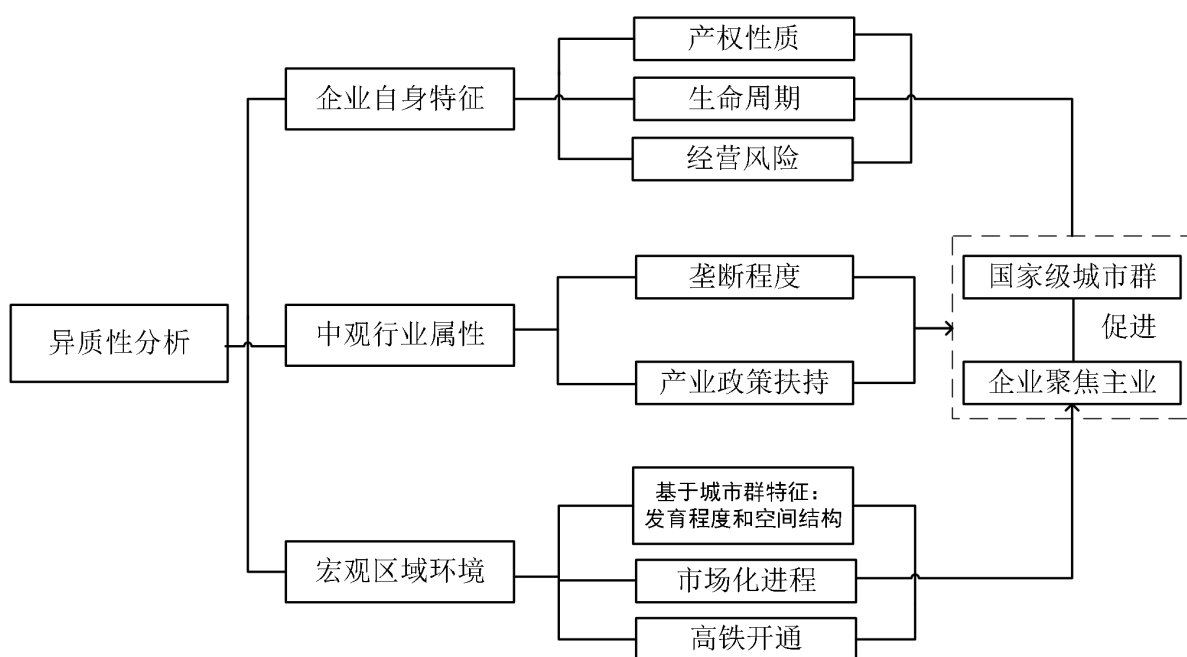 产权性质
企业自身特征
生命周期
经营风险
国家级城市群
垄断程度
促进
异质性分析
中观行业属性
产业政策扶持
企业聚焦主业
基于城市群特征：
发育程度和空间结构
宏观区域环境
市场化进程
高铁开通